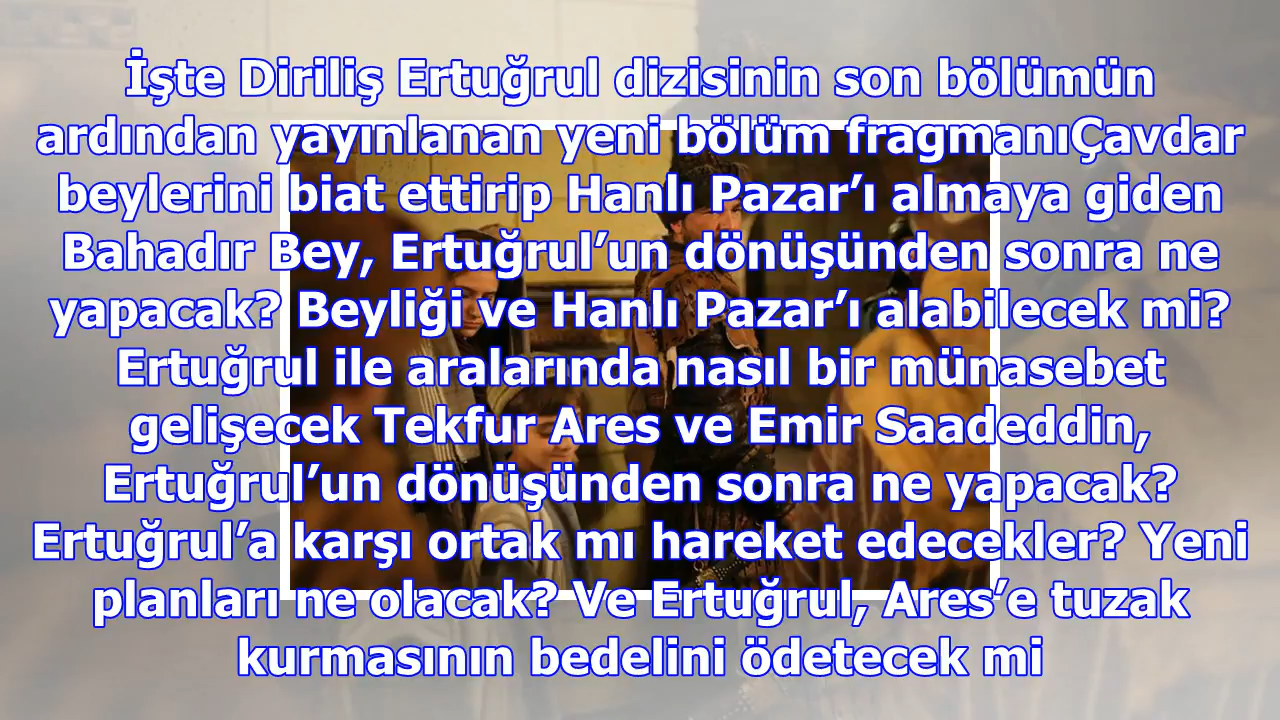 İşte Diriliş Ertuğrul dizisinin son bölümün
ardından yayınlanan yeni bölüm fragmanıÇavdar
beylerini biat ettirip Hanlı Pazar’ı almaya giden
Bahadır Bey, Ertuğrul’un dönüşünden sonra ne
yapacak? Beyliği ve Hanlı Pazar’ı alabilecek mi?
Ertuğrul ile aralarında nasıl bir münasebet
gelişecek Tekfur Ares ve Emir Saadeddin,
Ertuğrul’un dönüşünden sonra ne yapacak?
Ertuğrul’a karşı ortak mı hareket edecekler? Yeni
planları ne olacak? Ve Ertuğrul, Ares’e tuzak
kurmasının bedelini ödetecek mi